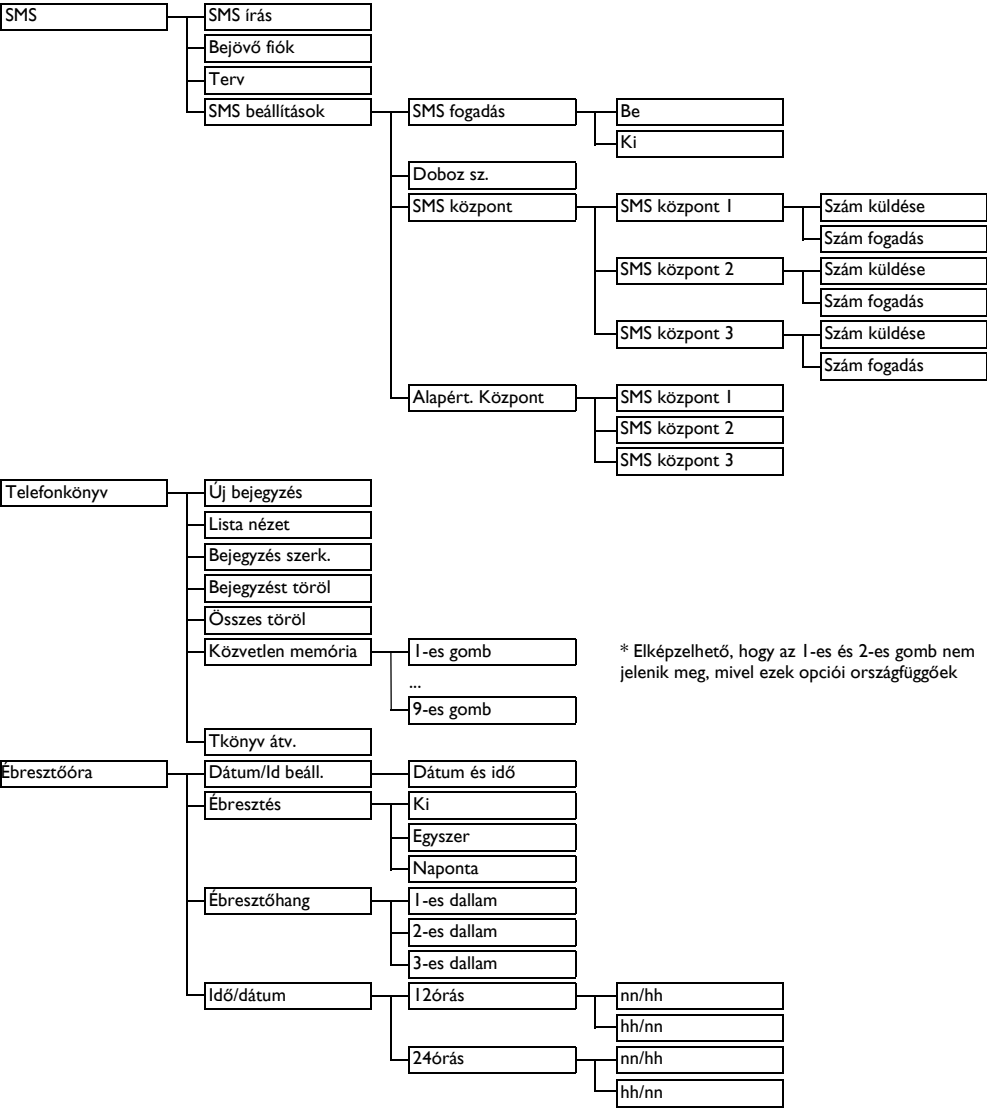 SMS
SMS írás
Bejövő fiók
Terv
SMS beállítások
SMS fogadás
Be
Ki
Doboz sz.
SMS központ
SMS központ 1
Szám küldése
Szám fogadás
SMS központ 2
Szám küldése
Szám fogadás
SMS központ 3
Szám küldése
Szám fogadás
Alapért. Központ
SMS központ 1
SMS központ 2
SMS központ 3
Telefonkönyv
Új bejegyzés
Lista nézet
Bejegyzés szerk.
Bejegyzést töröl
Összes töröl
Közvetlen memória
1-es gomb
...
9-es gomb
* Elképzelhető, hogy az 1-es és 2-es gomb nem
jelenik meg, mivel ezek opciói országfüggőek
Tkönyv átv.
Ébresztőóra
Dátum/Id beáll.
Dátum és idő
Ébresztés
Ki
Egyszer
Naponta
Ébresztőhang
1-es dallam
2-es dallam
3-es dallam
Idő/dátum
12órás
nn/hh
hh/nn
24órás
nn/hh
hh/nn